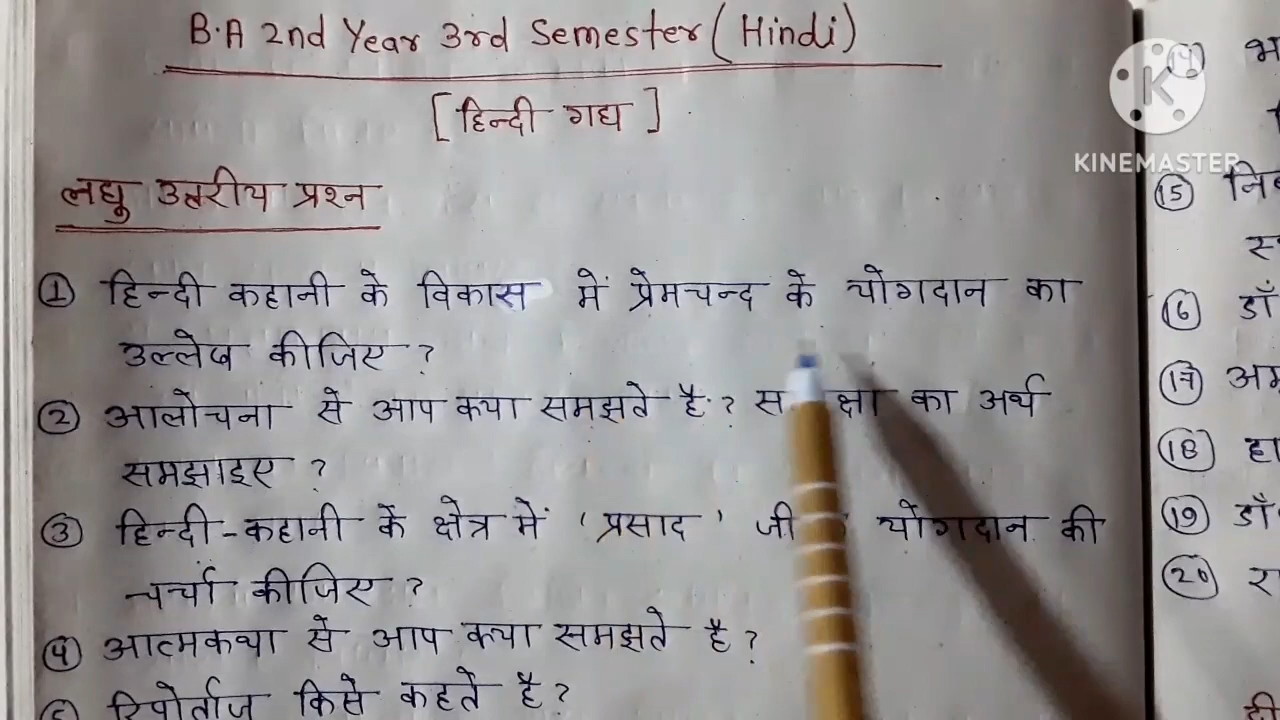 B.A 2nd Year 3rd Semester (Hindi)
[हिन्दी गद्य]
लघु उत्तरीय प्रश्न
① हिन्दी कहानी के विकास में प्रेमचन्द के योगदान का
उल्लेख कीजिए ?
② आलोचना से आप क्या समझते है ? का अर्थ
समझाइए ?
③ हिन्दी-कहानी के क्षेत्र में 'प्रसाद' जी योगदान की
चर्चा कीजिए ?
④ आत्मकथा से आप क्या समझते है ?
रिपोर्ताज किसे कहते है ?
KINEMASTER
⑮
⑯ डॉ
⑰
⑱
⑲
⑳